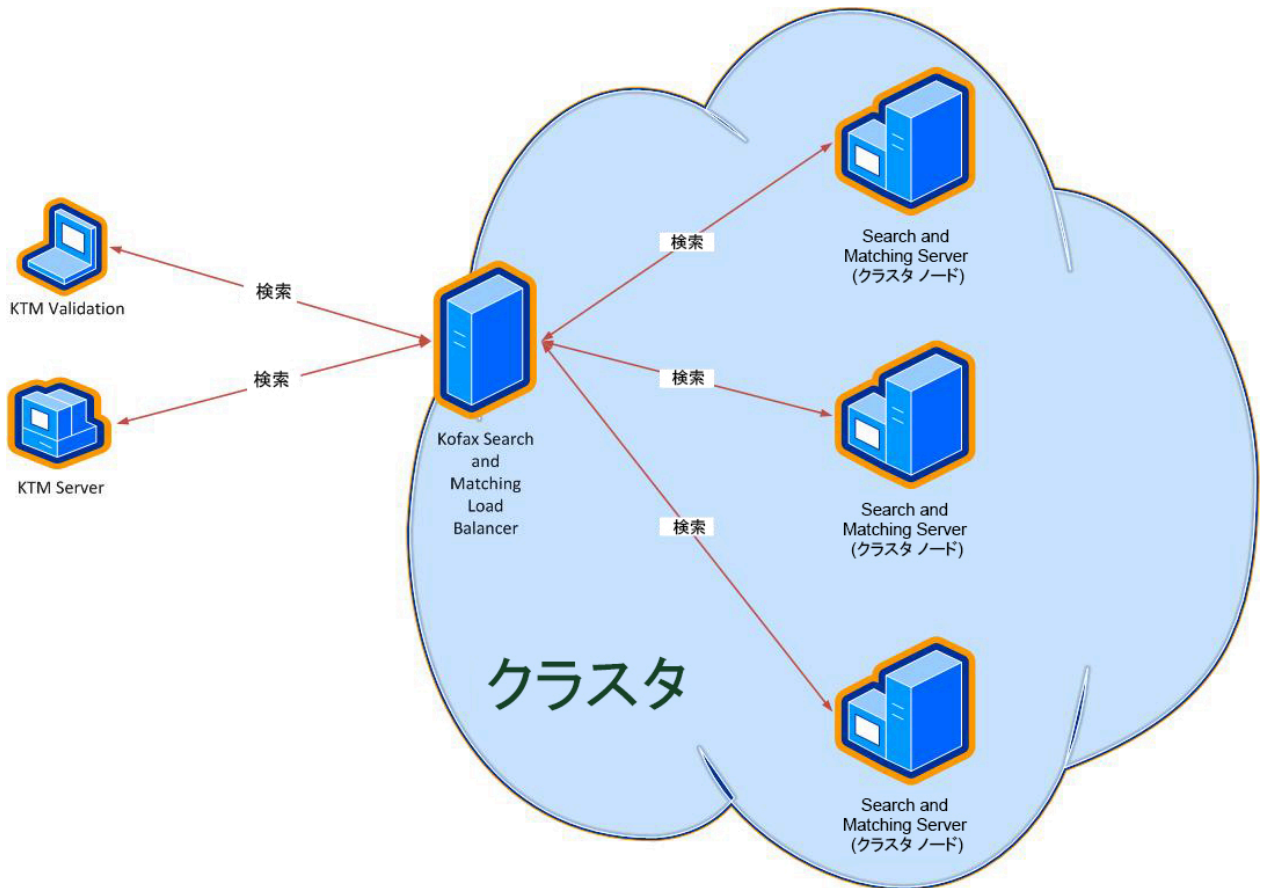 Search and
Matching Server
(クラスタ ノード)
検索
KTM Validation
検索
検索
KTM Server
Kofax Search
and
Matching
Load
Balancer
検索
Search and
Matching Server
(クラスタ ノード)
検索
クラスタ
Search and
Matching Server
(クラスタ ノード)